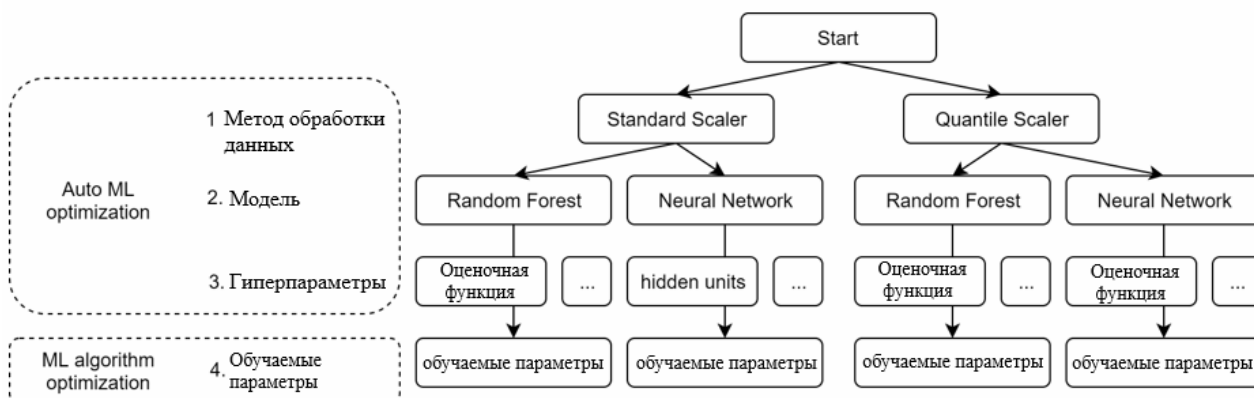 Start
Standard Scaler
Quantile Scaler
1 Метод обработки
данных
Auto ML
optimization
2. Модель
Random Forest
Neural Network
Random Forest
Neural Network
3. Гиперпараметры
Оценочная
функция
...
hidden units
...
Оценочная
функция
...
Оценочная
функция
...
ML algorithm
optimization
4. Обучаемые
параметры
обучаемые параметры
обучаемые параметры
обучаемые параметры
обучаемые параметры